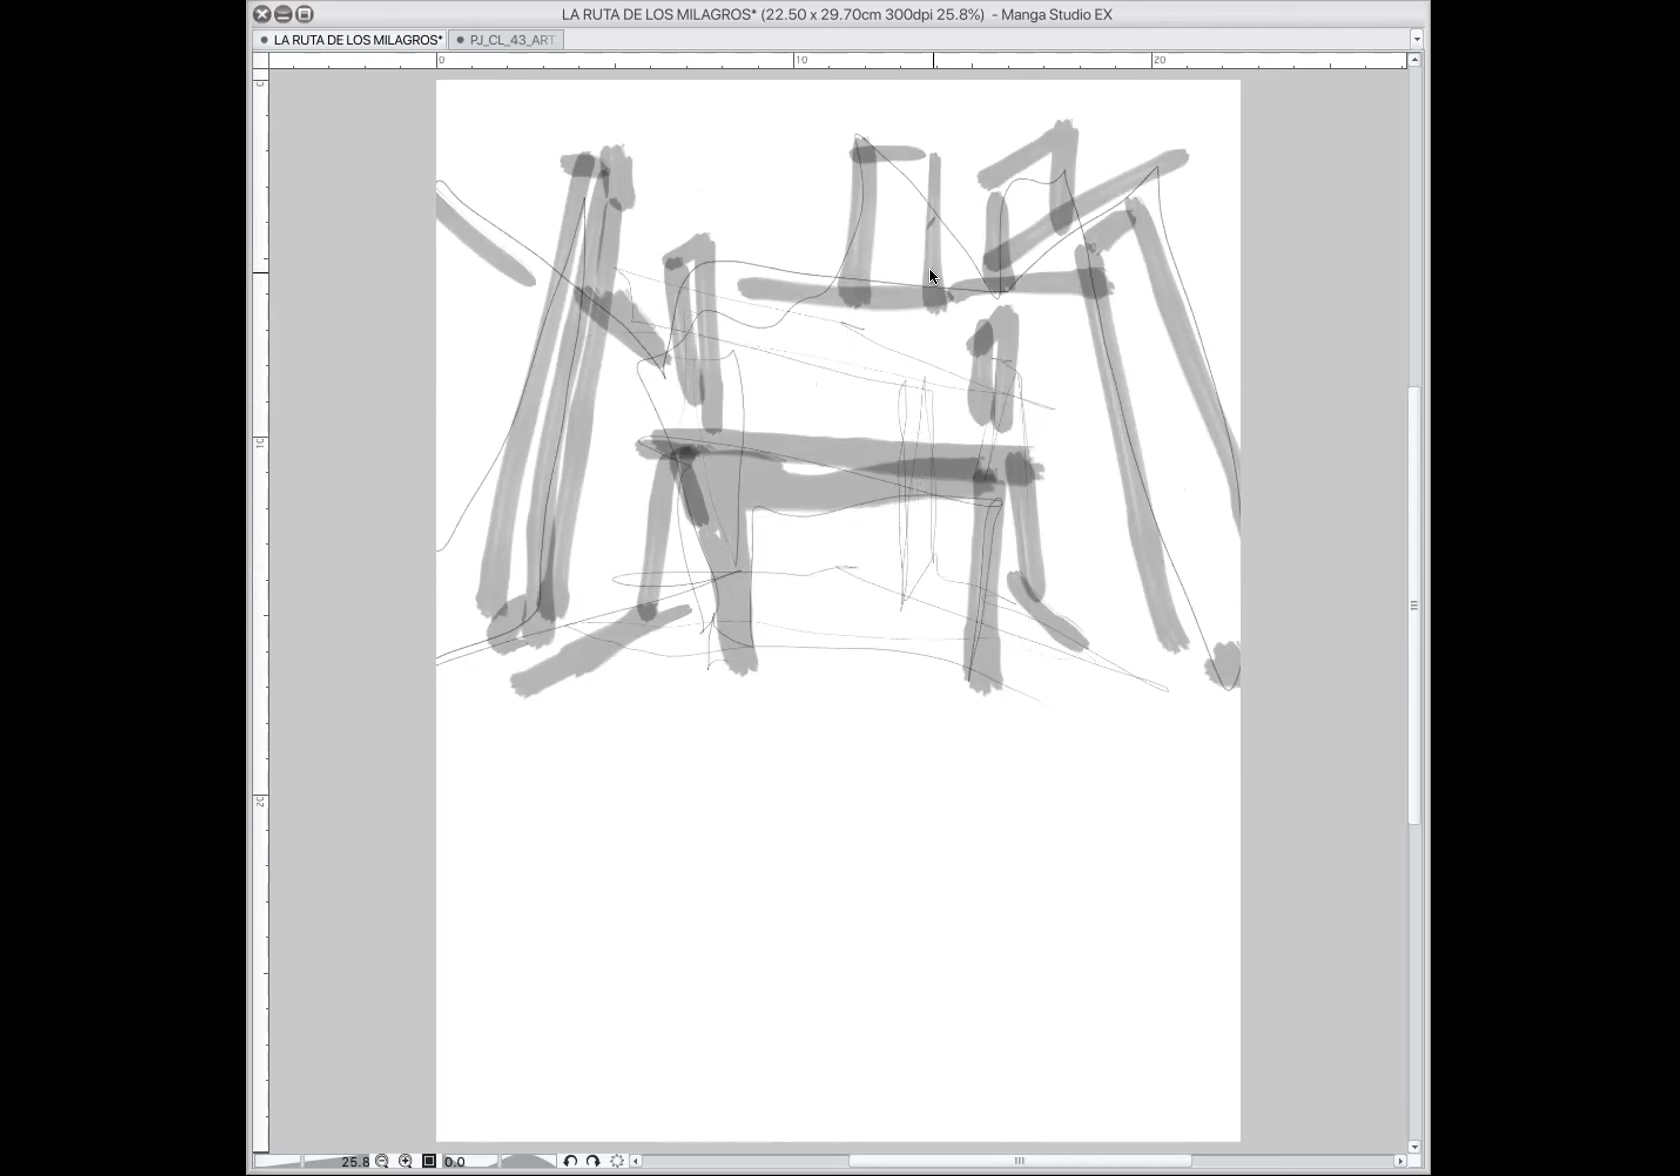 LA RUTA DE LOS MILAGROS* (22.50 x 29.70cm 300dpi 25.8%) - Manga Studio EX
LA RUTA DE LOS MILAGROS* PJ_CL_43_ART
0 10 20
0
10
20
25.8 0.0